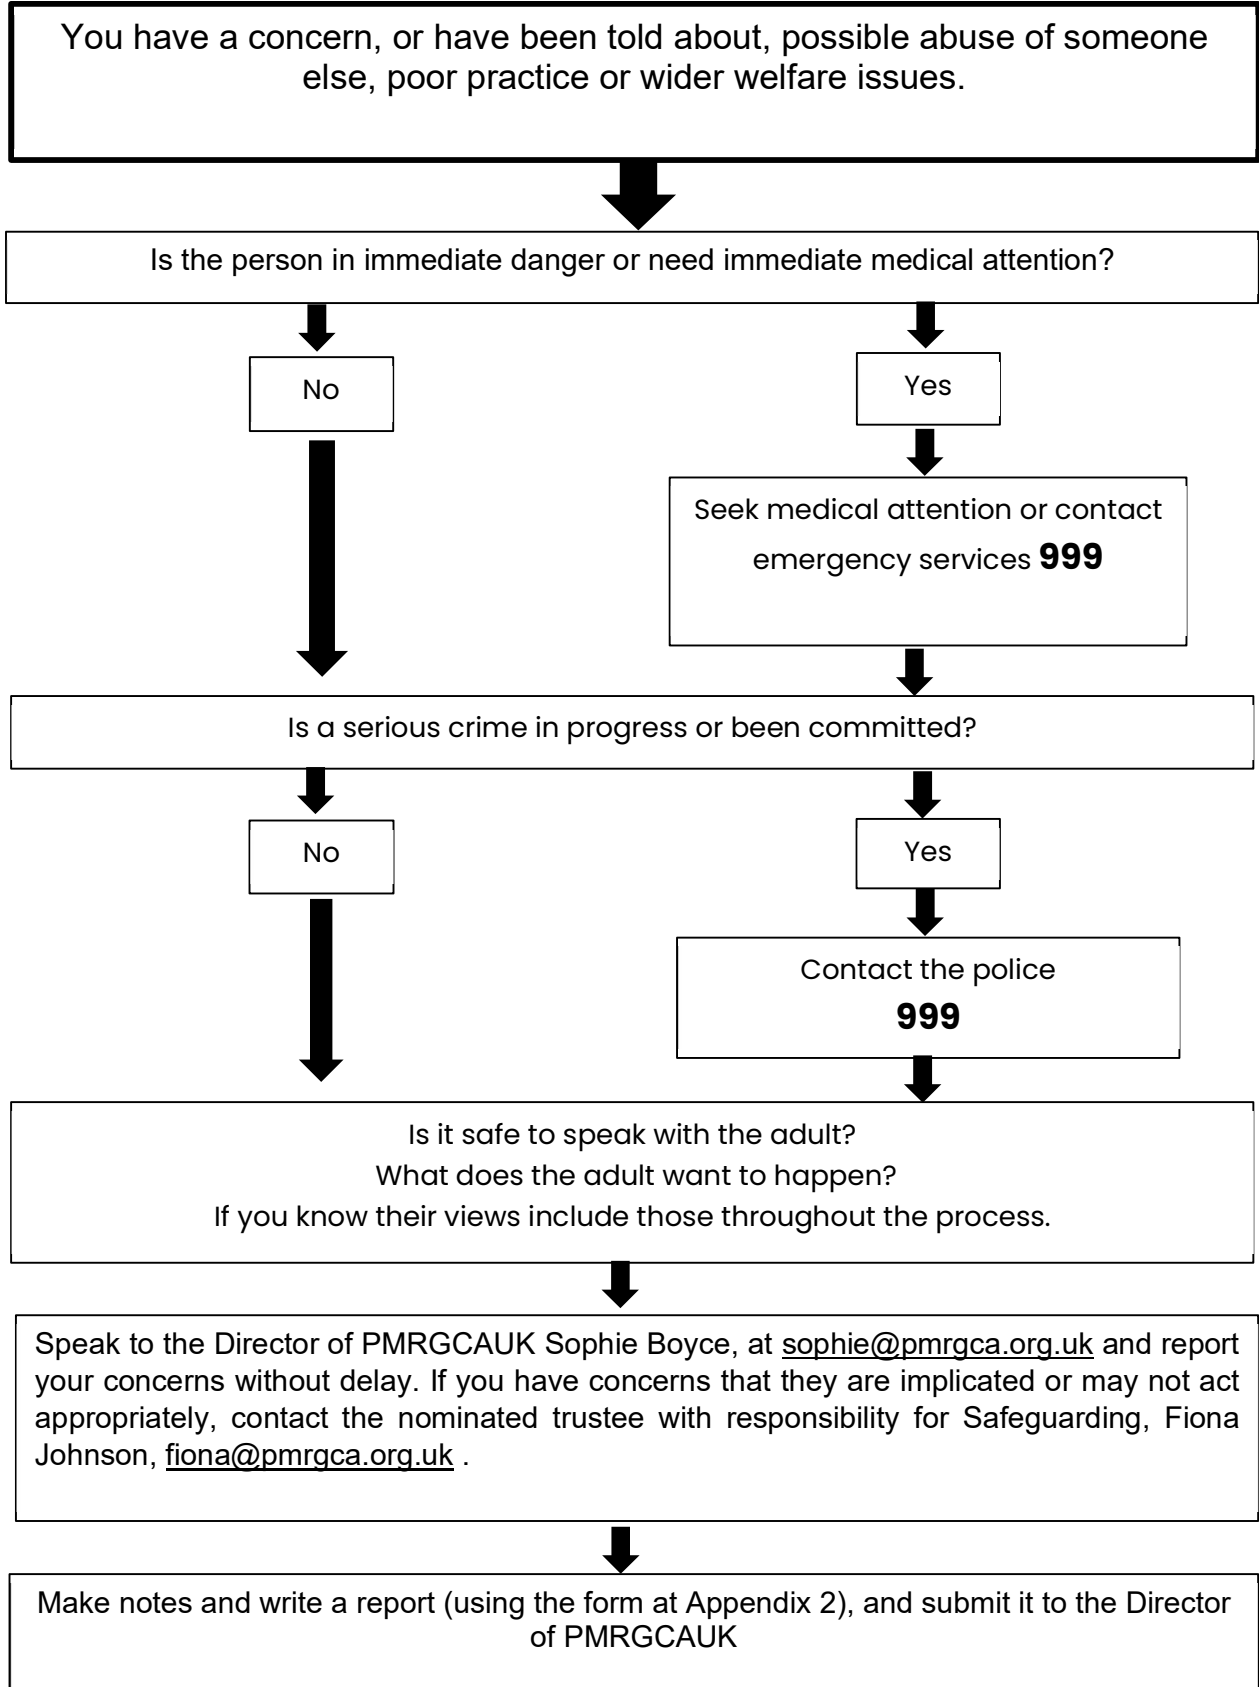 You have a concern, or have been told about, possible abuse of someone
else, poor practice or wider welfare issues.
Is the person in immediate danger or need immediate medical attention?
No
Yes
Seek medical attention or contact
emergency services 999
Is a serious crime in progress or been committed?
No
Yes
Contact the police
999
Is it safe to speak with the adult?
What does the adult want to happen?
If you know their views include those throughout the process.
Speak to the Director of PMRGCAUK Sophie Boyce, at sophie@pmrgca.org.uk and report
your concerns without delay. If you have concerns that they are implicated or may not act
appropriately, contact the nominated trustee with responsibility for Safeguarding, Fiona
Johnson, fiona@pmrgca.org.uk .
Make notes and write a report (using the form at Appendix 2), and submit it to the Director
of PMRGCAUK